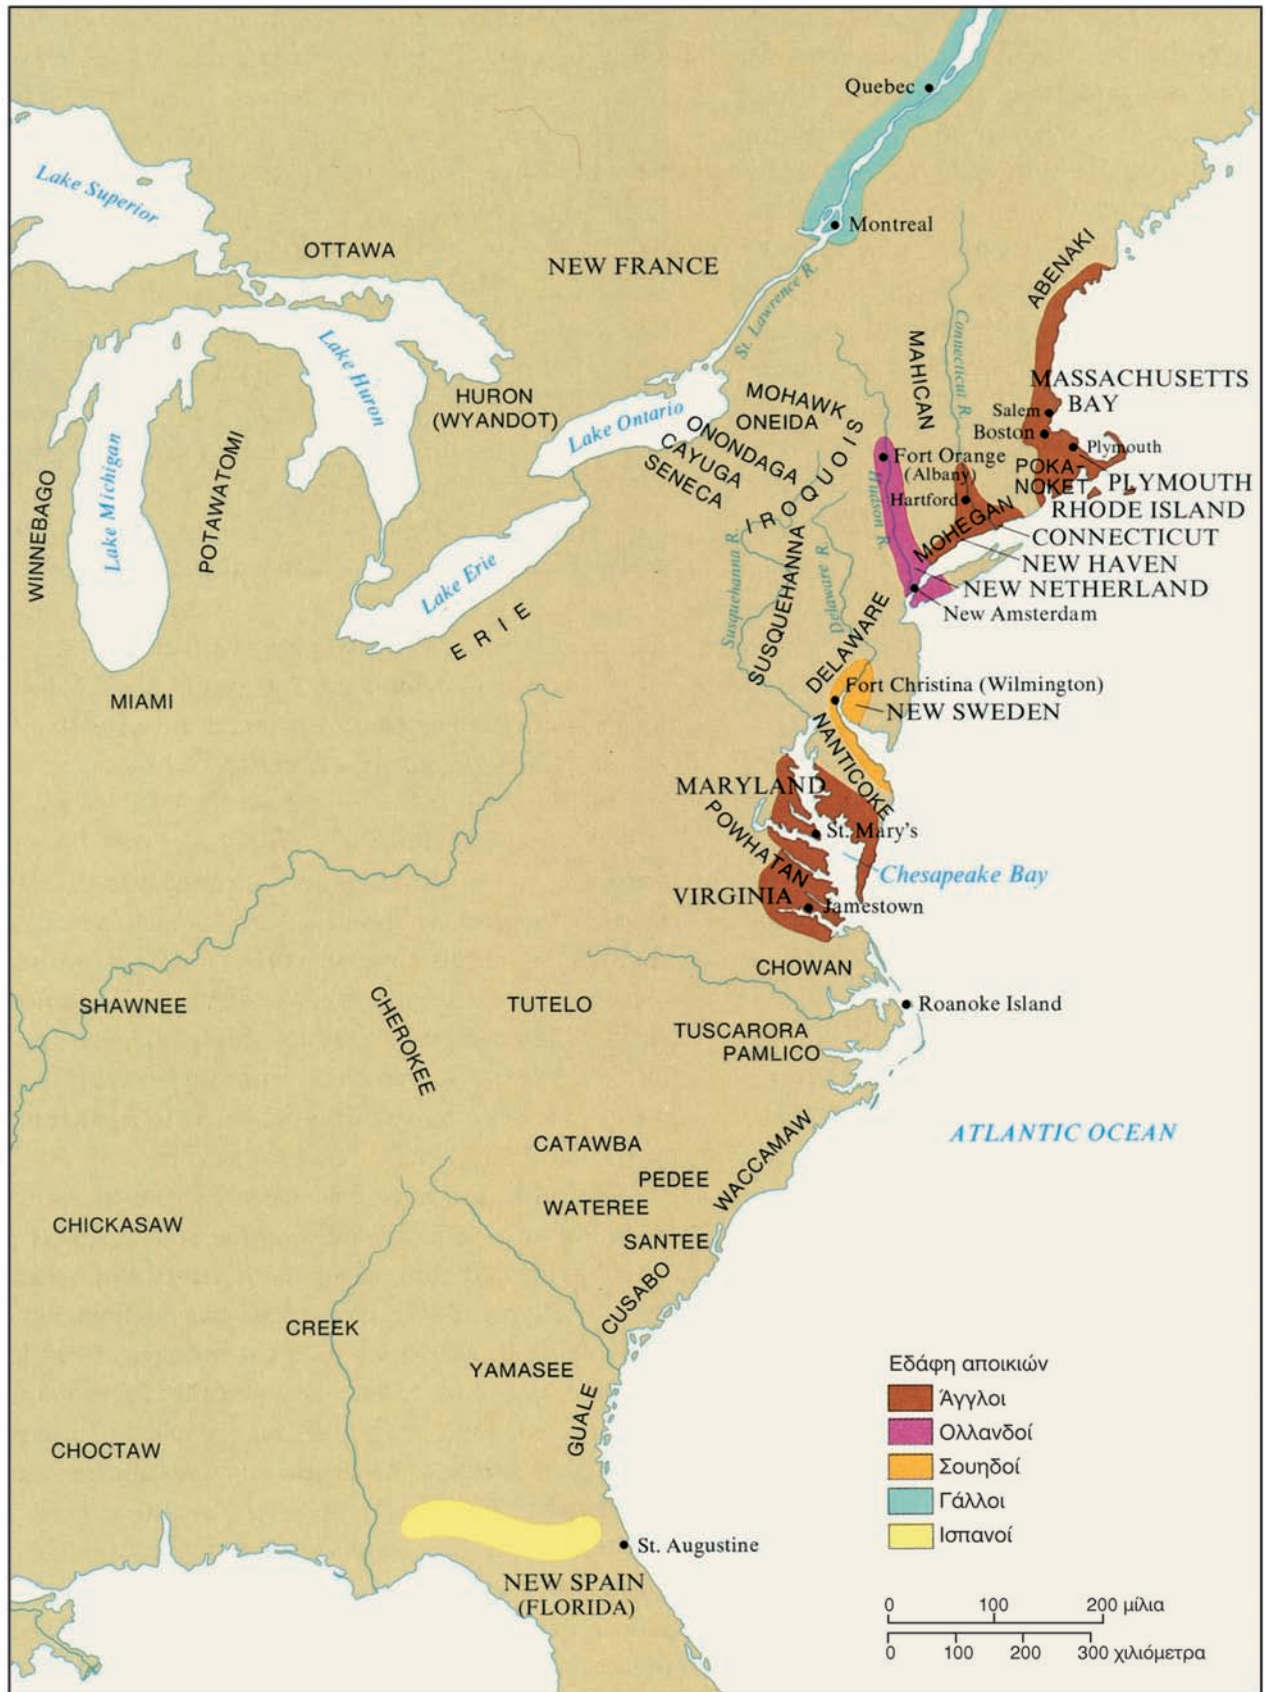 Quebec
Lake Superior
Montreal
OTTAWA
NEW FRANCE
ABENAKI
St. Lawrence R.
Connecticut R.
MAHICAN
Lake Huron
MASSACHUSETTS
BAY
HURON
(WYANDOT)
MOHAWK
ONEIDA
Salem
Lake Ontario
ONONDAGA
CAYUGA
SENECA
IROQUOIS
Boston
Plymouth
Fort Orange
(Albany)
POKA-
NOKET
PLYMOUTH
Lake Michigan
POTAWATOMI
WINNEBAGO
Hudson R.
Hartford
RHODE ISLAND
MOHEGAN
CONNECTICUT
NEW HAVEN
Lake Erie
ERIE
Susquehanna R.
SUSQUEHANNA
Delaware R.
NEW NETHERLAND
New Amsterdam
DELAWARE
MIAMI
Fort Christina (Wilmington)
NEW SWEDEN
NANTICOKE
MARYLAND
POWHATAN
St. Mary's
Chesapeake Bay
VIRGINIA
Jamestown
CHOWAN
SHAWNEE
CHEROKEE
TUTELO
Roanoke Island
TUSCARORA
PAMLICO
ATLANTIC OCEAN
CATAWBA
WACCAMAW
PEDEE
WATEREE
CHICKASAW
SANTEE
CUSABO
CREEK
YAMASEE
GUALE
CHOCTAW
St. Augustine
NEW SPAIN
(FLORIDA)
Εδάφη αποικιών
Άγγλοι
Ολλανδοί
Σουηδοί
Γάλλοι
Ισπανοί
0 100 200 μίλια
0 100 200 300 χιλιόμετρα